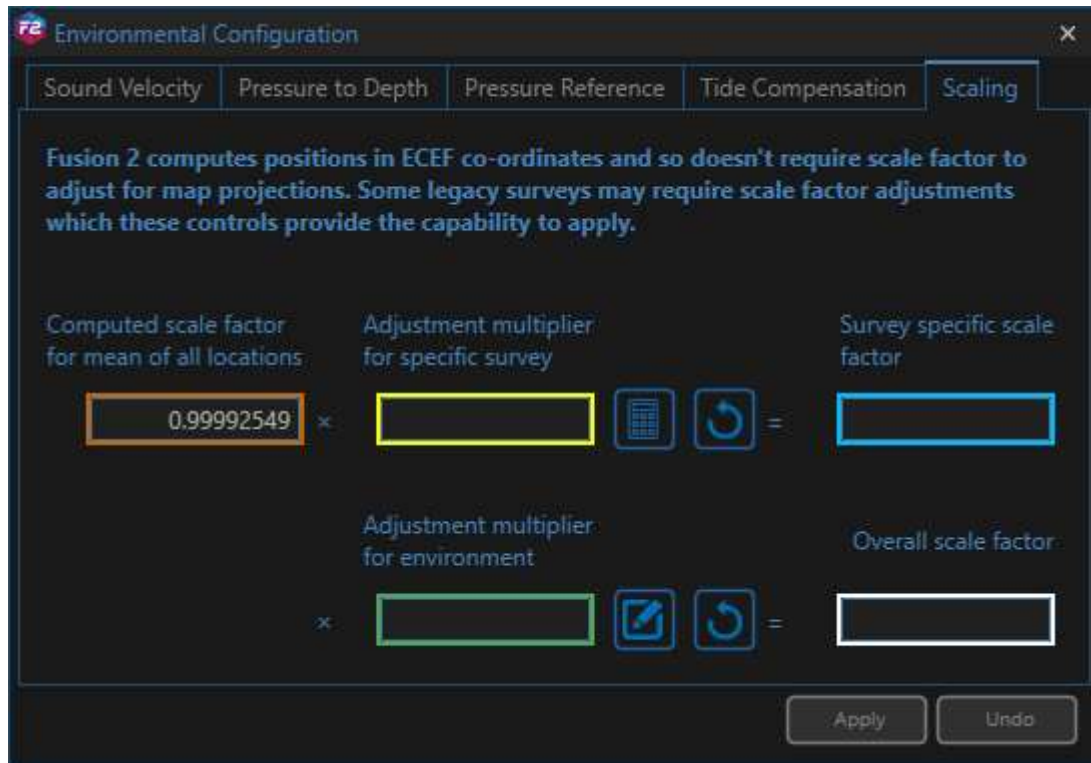 F2 Environmental Configuration ×
Sound Velocity Pressure to Depth Pressure Reference Tide Compensation Scaling
Fusion 2 computes positions in ECEF co-ordinates and so doesn't require scale factor to
adjust for map projections. Some legacy surveys may require scale factor adjustments
which these controls provide the capability to apply.
Computed scale factor
for mean of all locations
Adjustment multiplier
for specific survey
Survey specific scale
factor
0.99992549 × =
Adjustment multiplier
for environment
Overall scale factor
× =
Apply Undo